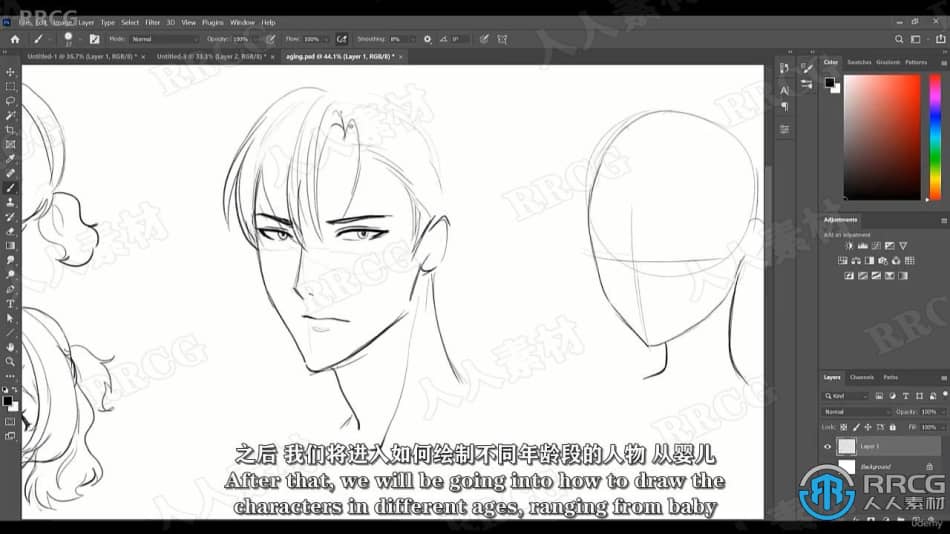 RRCG
File Edit Image Layer Type Select Filter 3D View Plugins Window Help
Mode: Normal Opacity: 100% Flow: 100% Smoothing: 8% 0°
Untitled-1 @ 35.7% (Layer 1, RGB/8) * × Untitled-3 @ 33.3% (Layer 2, RGB/8) * × aging.psd @ 44.1% (Layer 1, RGB/8) * ×
Color Swatches Gradients Patterns
Adjustments
Add an adjustment
Layers Channels Paths
Kind
Normal Opacity: 100%
Lock: Fill: 100%
Layer 1
Background
人人素材
RRCG
之后 我们将进入如何绘制不同年龄段的人物 从婴儿
After that, we will be going into how to draw the
characters in different ages, ranging from baby
RRCG
人人素材
ûdemy